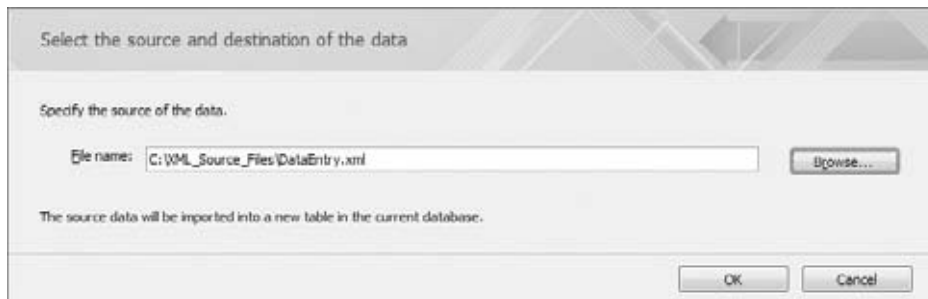 Select the source and destination of the data
Specify the source of the data.
File name: C:\XML_Source_Files\DataEntry.xml Browse...
The source data will be imported into a new table in the current database.
OK Cancel